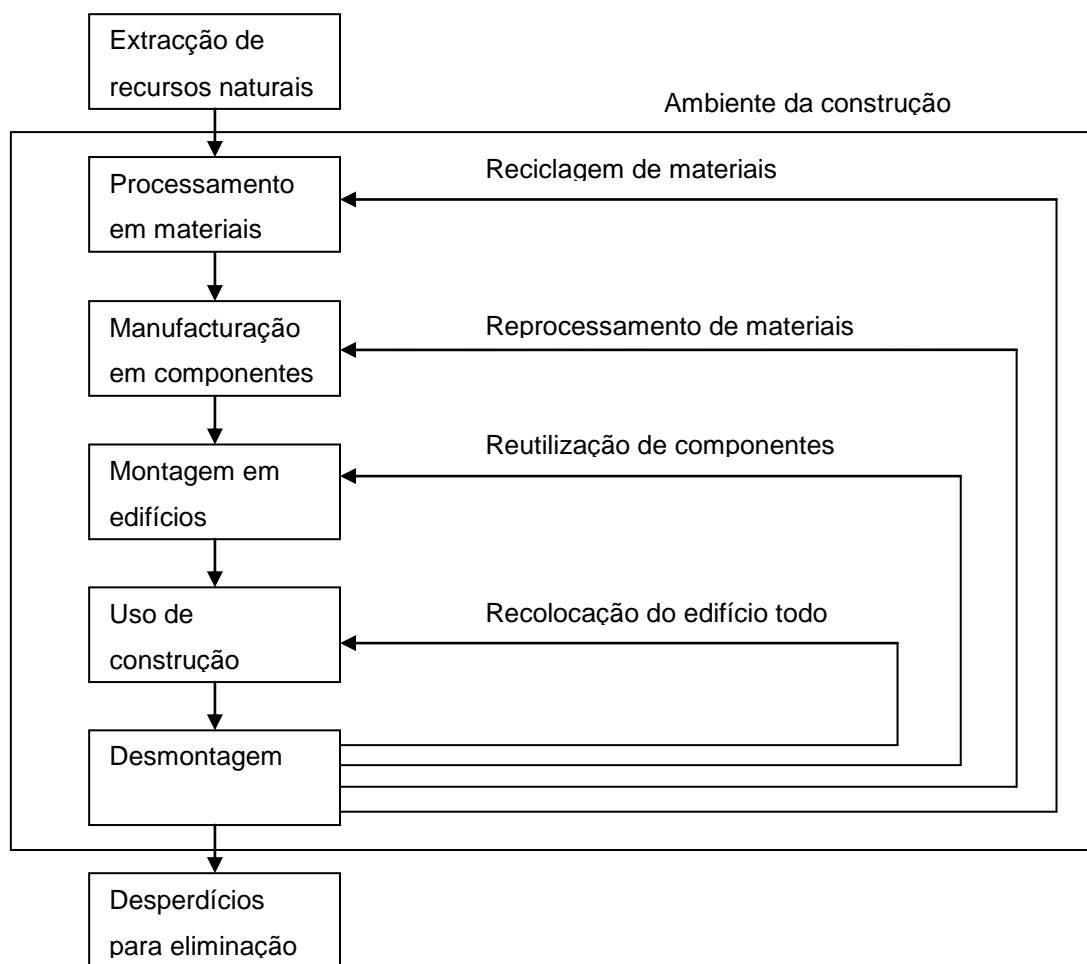 Extracção de
recursos naturais
Ambiente da construção
Processamento
em materiais
Reciclagem de materiais
Manufacturação
em componentes
Reprocessamento de materiais
Montagem em
edifícios
Reutilização de componentes
Uso de
construção
Recolocação do edifício todo
Desmontagem
Desperdícios
para eliminação